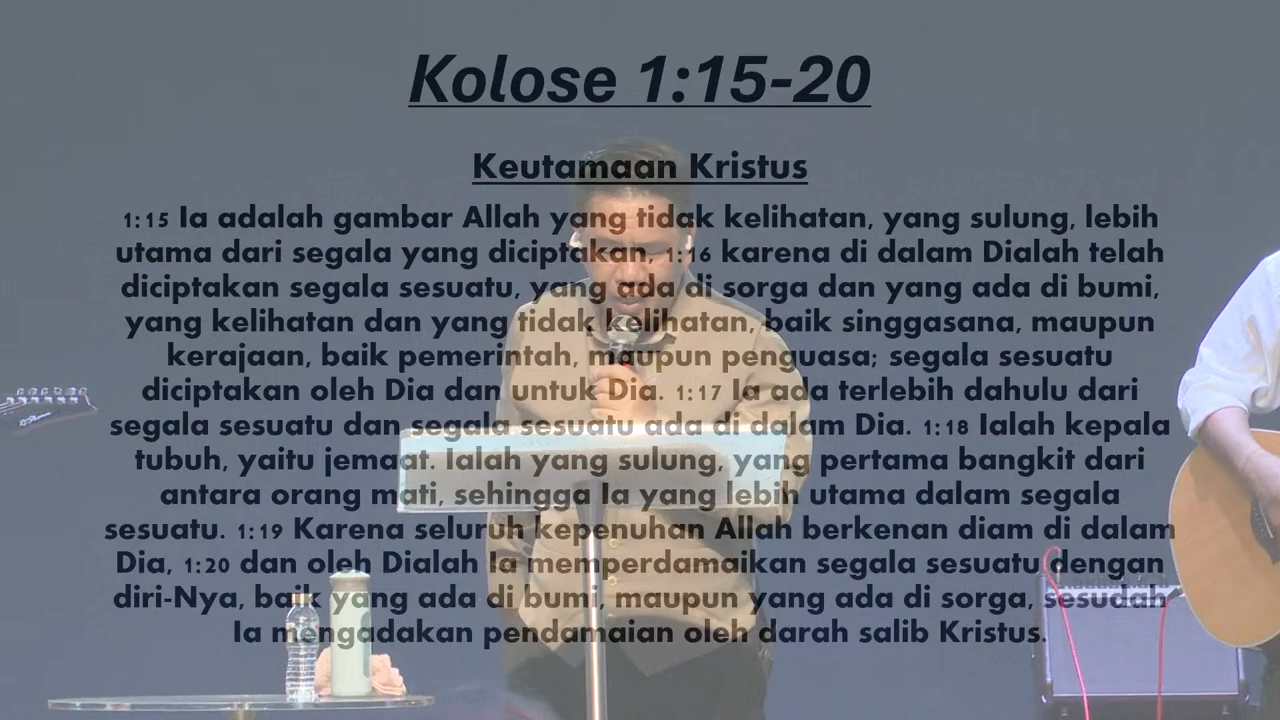 Kolose 1:15-20
Keutamaan Kristus
1:15 Ia adalah gambar Allah yang tidak kelihatan, yang sulung, lebih
utama dari segala yang diciptakan, 1:16 karena di dalam Dialah telah
diciptakan segala sesuatu, yang ada di sorga dan yang ada di bumi,
yang kelihatan dan yang tidak kelihatan, baik singgasana, maupun
kerajaan, baik pemerintah, maupun penguasa; segala sesuatu
diciptakan oleh Dia dan untuk Dia. 1:17 Ia ada terlebih dahulu dari
segala sesuatu dan segala sesuatu ada di dalam Dia. 1:18 Ialah kepala
tubuh, yaitu jemaat. Ialah yang sulung, yang pertama bangkit dari
antara orang mati, sehingga Ia yang lebih utama dalam segala
sesuatu. 1:19 Karena seluruh kepenuhan Allah berkenan diam di dalam
Dia, 1:20 dan oleh Dialah Ia memperdamaikan segala sesuatu dengan
diri-Nya, baik yang ada di bumi, maupun yang ada di sorga, sesudah
Ia mengadakan pendamaian oleh darah salib Kristus.